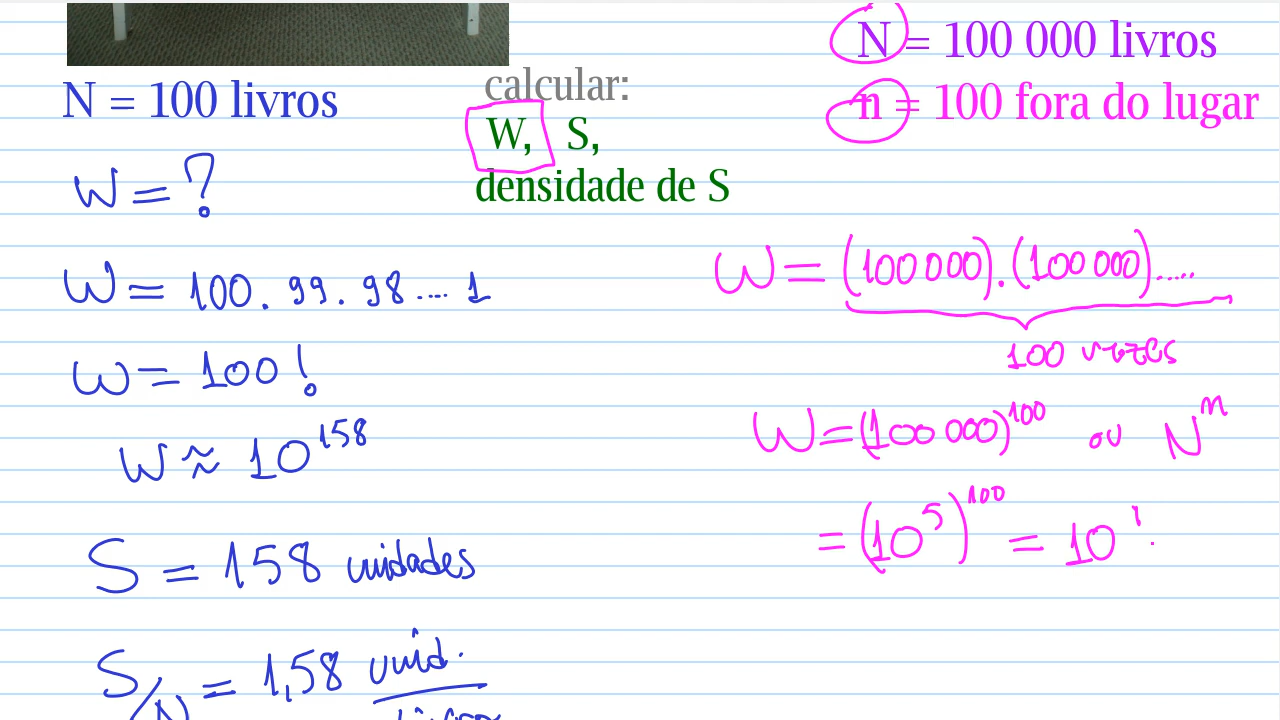 N = 100 livros
calcular:
W, S,
densidade de S
N = 100 000 livros
n = 100 fora do lugar
W = ?
W = 100 . 99 . 98 .... 1
W = 100!
W ≈ 10^158
S = 158 unidades
S/N = 1,58 unid.
W = (100 000) . (100 000) .....
100 vezes
W = (100 000)^100 ou N^n
= (10^5)^100 = 10